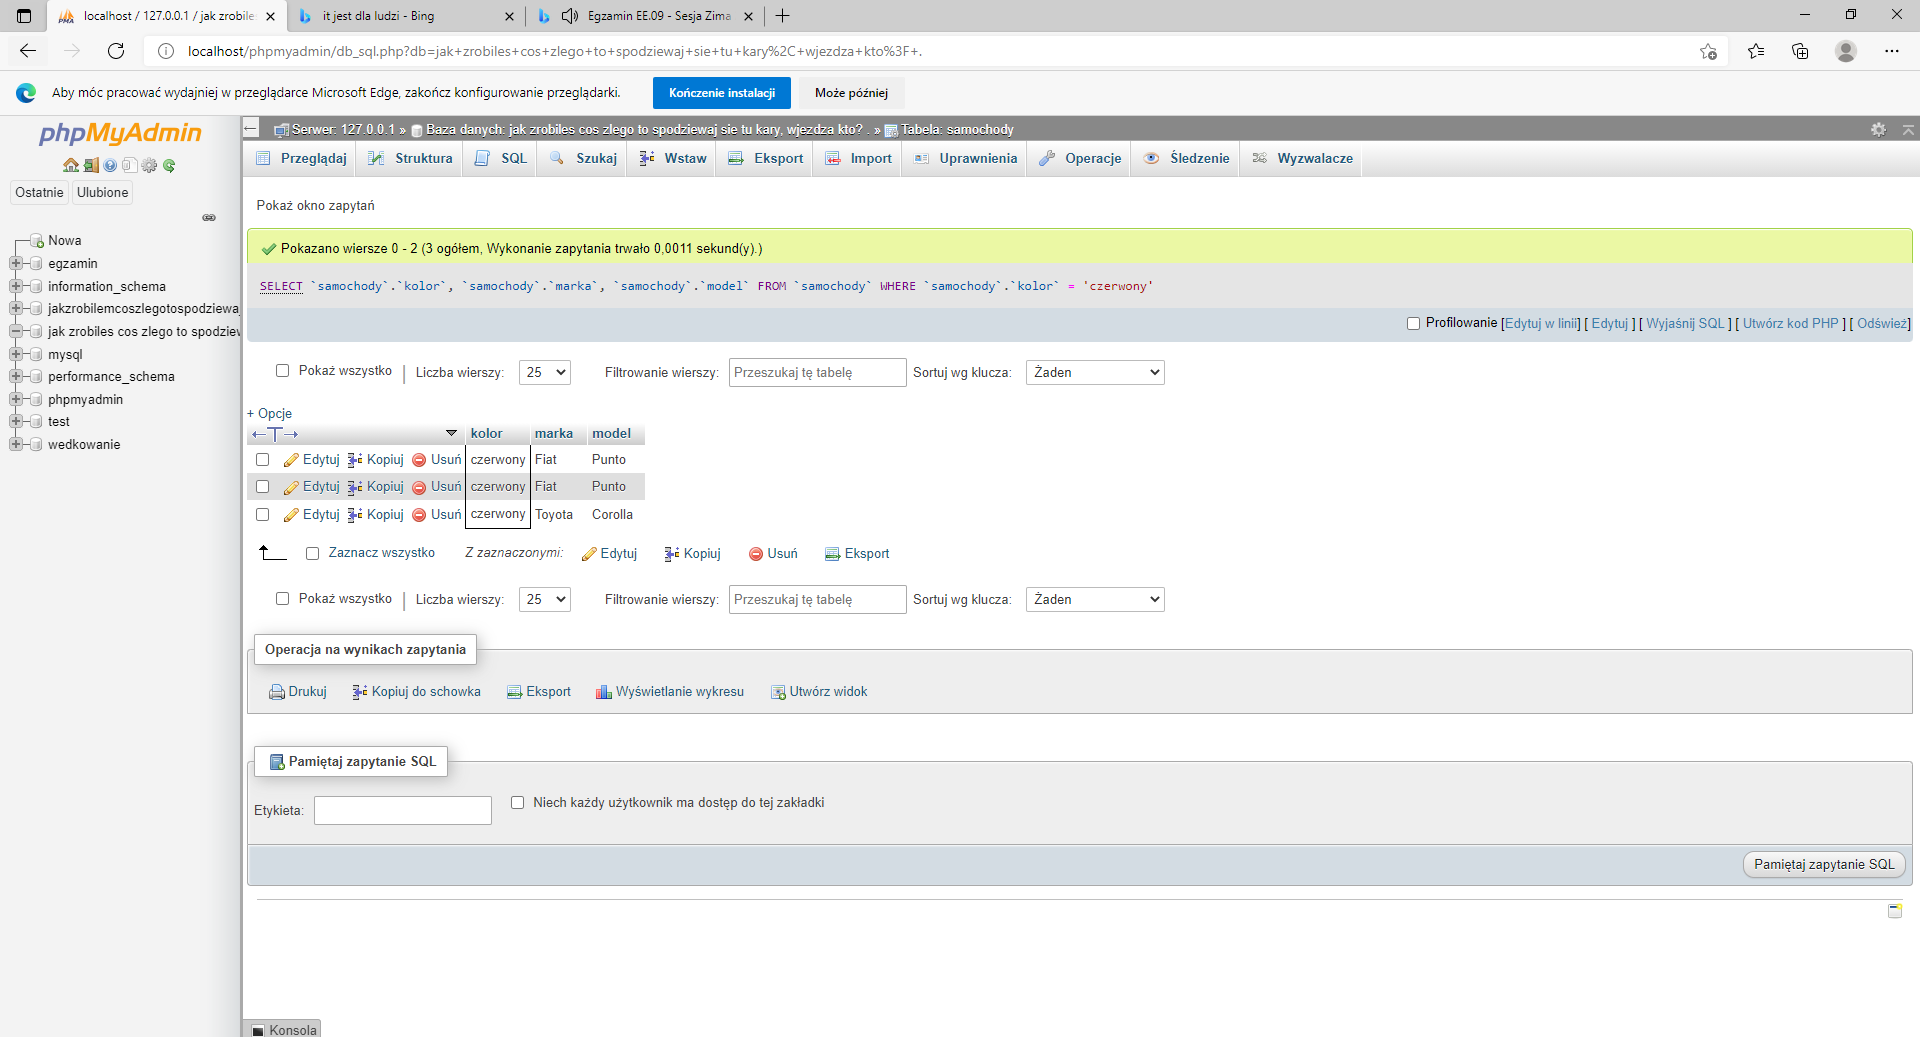 localhost / 127.0.0.1 / jak zrobiles
it jest dla ludzi - Bing
Egzamin EE.09 - Sesja Zima
localhost/phpmyadmin/db_sql.php?db=jak+zrobiles+cos+zlego+to+spodziewaj+sie+tu+kary%2C+wjezdza+kto%3F+.
Aby móc pracować wydajniej w przeglądarce Microsoft Edge, zakończ konfigurowanie przeglądarki.
Kończenie instalacji
Może później
phpMyAdmin
Ostatnie
Ulubione
Nowa
egzamin
information_schema
jakzrobilemcoszlegotospodziewaj
jak zrobiles cos zlego to spodziew
mysql
performance_schema
phpmyadmin
test
wedkowanie
Serwer: 127.0.0.1 » Baza danych: jak zrobiles cos zlego to spodziewaj sie tu kary, wjezdza kto? . » Tabela: samochody
Przeglądaj Struktura SQL Szukaj Wstaw Eksport Import Uprawnienia Operacje Śledzenie Wyzwalacze
Pokaż okno zapytań
Pokazano wiersze 0 - 2 (3 ogółem, Wykonanie zapytania trwało 0,0011 sekund(y).)
SELECT `samochody`.`kolor`, `samochody`.`marka`, `samochody`.`model` FROM `samochody` WHERE `samochody`.`kolor` = 'czerwony'
Profilowanie [Edytuj w linii] [ Edytuj ] [ Wyjaśnij SQL ] [ Utwórz kod PHP ] [ Odśwież]
Pokaż wszystko | Liczba wierszy: 25 Filtrowanie wierszy: Przeszukaj tę tabelę Sortuj wg klucza: Żaden
+ Opcje
←T→ kolor marka model
Edytuj Kopiuj Usuń czerwony Fiat Punto
Edytuj Kopiuj Usuń czerwony Fiat Punto
Edytuj Kopiuj Usuń czerwony Toyota Corolla
Zaznacz wszystko Z zaznaczonymi: Edytuj Kopiuj Usuń Eksport
Pokaż wszystko | Liczba wierszy: 25 Filtrowanie wierszy: Przeszukaj tę tabelę Sortuj wg klucza: Żaden
Operacja na wynikach zapytania
Drukuj Kopiuj do schowka Eksport Wyświetlanie wykresu Utwórz widok
Pamiętaj zapytanie SQL
Etykieta: Niech każdy użytkownik ma dostęp do tej zakładki
Pamiętaj zapytanie SQL
Konsola